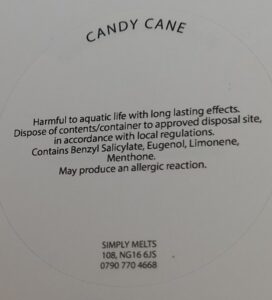 CANDY CANE
Harmful to aquatic life with long lasting effects.
Dispose of contents/container to approved disposal site,
in accordance with local regulations.
Contains Benzyl Salicylate, Eugenol, Limonene,
Menthone.
May produce an allergic reaction.
SIMPLY MELTS
108, NG16 6JS
0790 770 4668